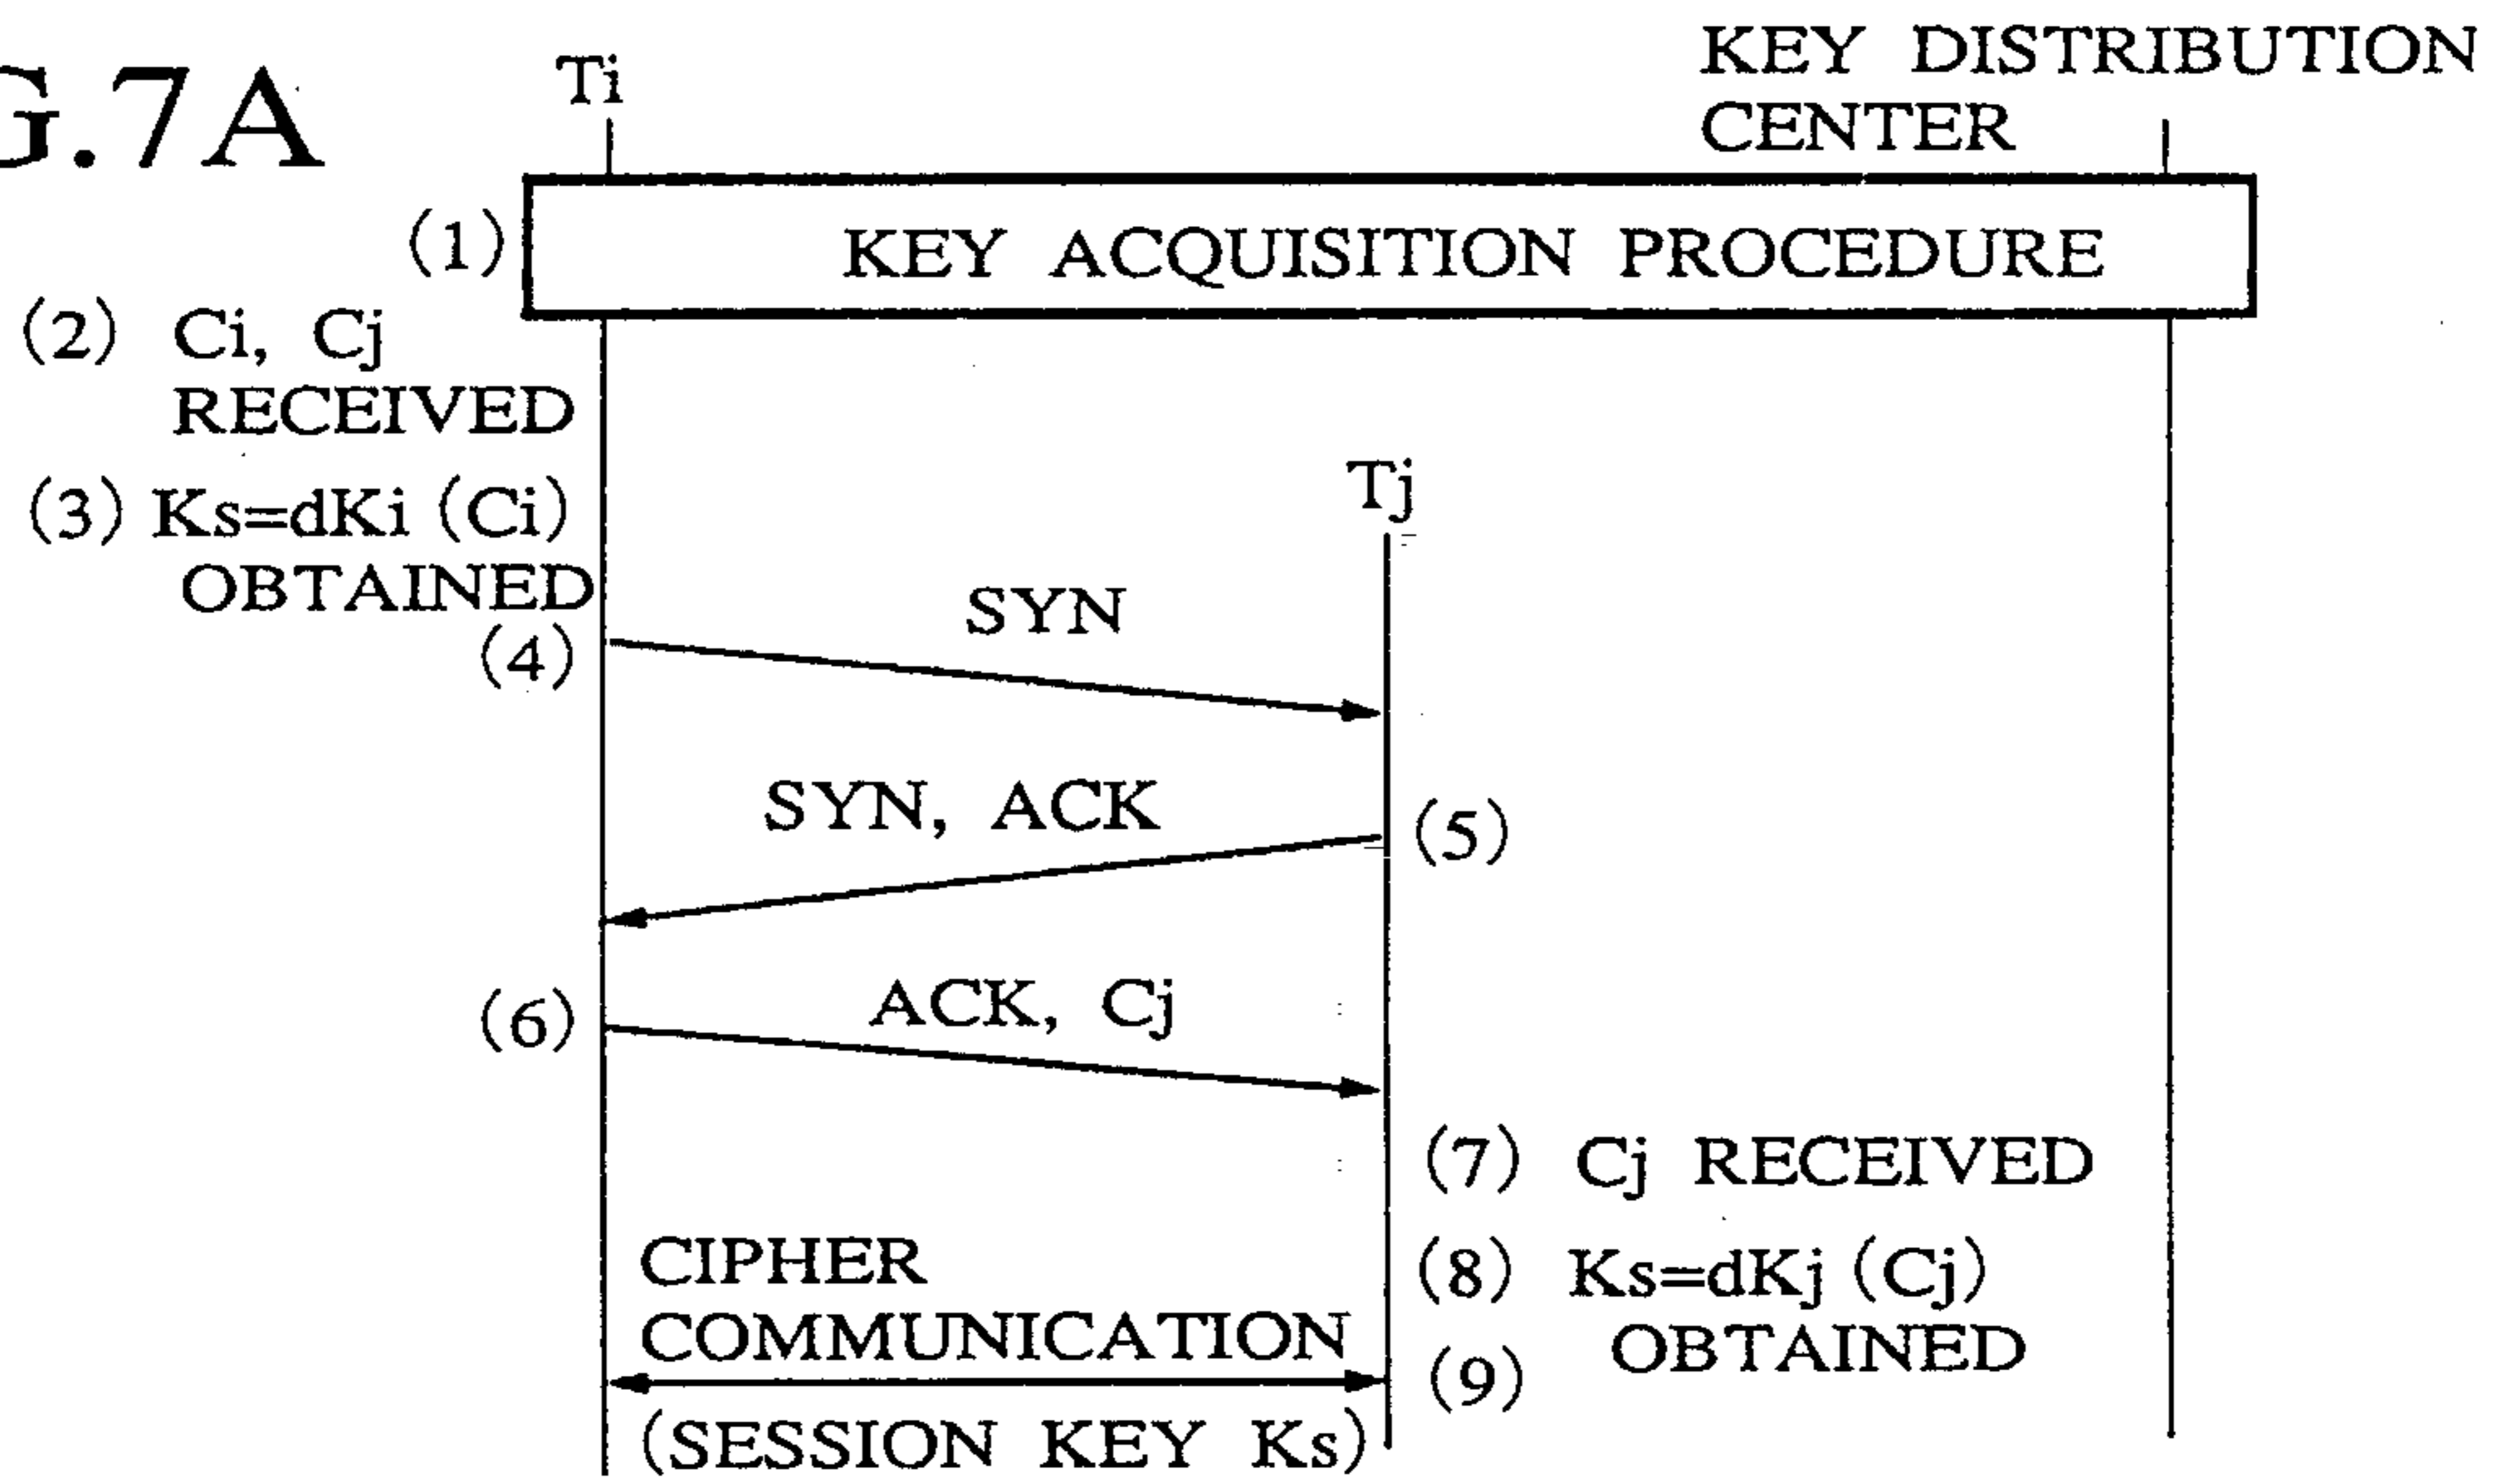 G.7A
Ti
KEY DISTRIBUTION
CENTER
(1)
KEY ACQUISITION PROCEDURE
(2) Ci, Cj
RECEIVED
(3) Ks=dKi (Ci)
OBTAINED
Tj
(4)
SYN
SYN, ACK
(5)
(6)
ACK, Cj
(7) Cj RECEIVED
(8) Ks=dKj (Cj)
OBTAINED
CIPHER
COMMUNICATION
(9)
(SESSION KEY Ks)